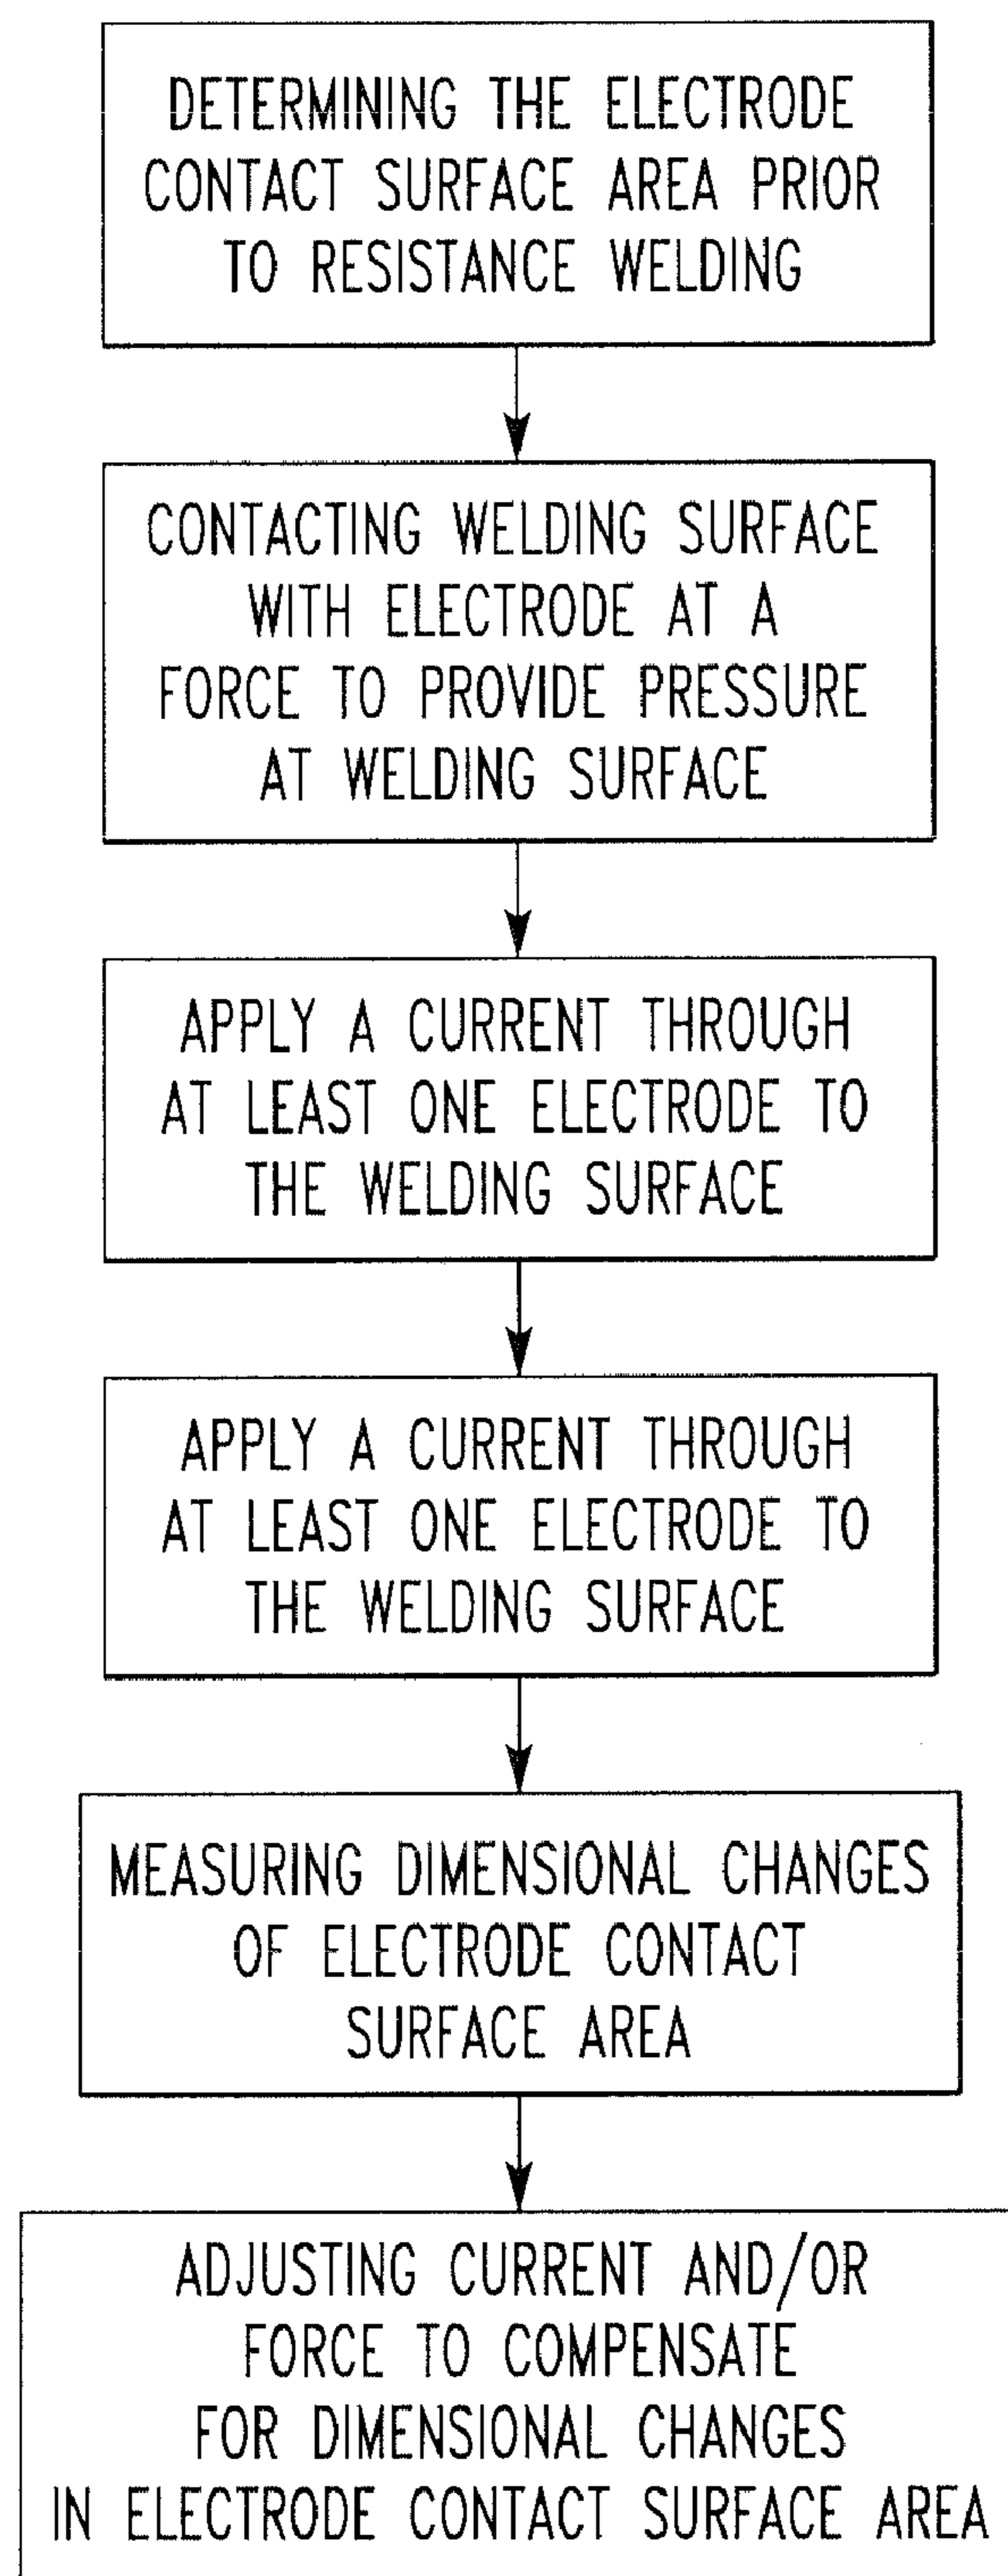 DETERMINING THE ELECTRODE
CONTACT SURFACE AREA PRIOR
TO RESISTANCE WELDING
CONTACTING WELDING SURFACE
WITH ELECTRODE AT A
FORCE TO PROVIDE PRESSURE
AT WELDING SURFACE
APPLY A CURRENT THROUGH
AT LEAST ONE ELECTRODE TO
THE WELDING SURFACE
APPLY A CURRENT THROUGH
AT LEAST ONE ELECTRODE TO
THE WELDING SURFACE
MEASURING DIMENSIONAL CHANGES
OF ELECTRODE CONTACT
SURFACE AREA
ADJUSTING CURRENT AND/OR
FORCE TO COMPENSATE
FOR DIMENSIONAL CHANGES
IN ELECTRODE CONTACT SURFACE AREA